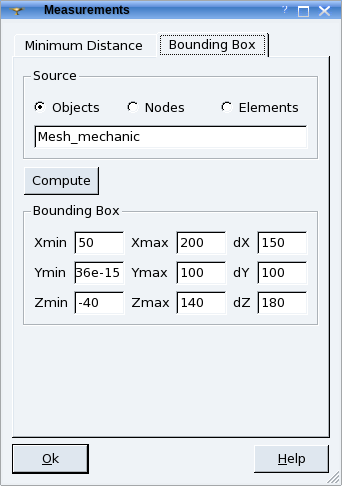 Measurements
Minimum Distance Bounding Box
Source
Objects Nodes Elements
Mesh_mechanic
Compute
Bounding Box
Xmin 50 Xmax 200 dX 150
Ymin 36e-15 Ymax 100 dY 100
Zmin -40 Zmax 140 dZ 180
Ok Help